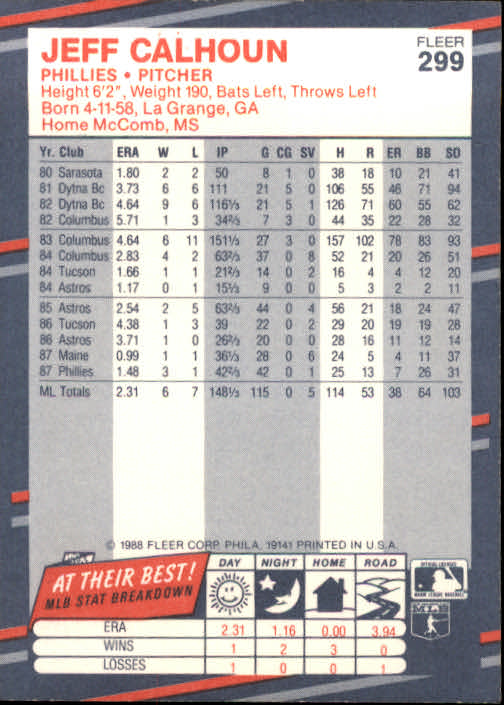 JEFF CALHOUN
FLEER
299
PHILLIES • PITCHER
Height 6'2", Weight 190, Bats Left, Throws Left
Born 4-11-58, La Grange, GA
Home McComb, MS
Yr. Club ERA W L IP G CG SV H R ER BB SO
80 Sarasota 1.80 2 2 50 8 1 0 38 18 10 21 41
81 Dytna Bc 3.73 6 6 111 21 5 0 106 55 46 71 94
82 Dytna Bc 4.64 9 6 116⅓ 21 5 1 126 71 60 55 62
82 Columbus 5.71 1 3 34⅔ 7 3 0 44 35 22 28 32
83 Columbus 4.64 6 11 151⅓ 27 3 0 157 102 78 83 93
84 Columbus 2.83 4 2 63⅔ 37 0 8 52 21 20 26 51
84 Tucson 1.66 1 1 21⅔ 14 0 2 16 4 4 12 20
84 Astros 1.17 0 1 15⅓ 9 0 0 5 3 2 2 11
85 Astros 2.54 2 5 63⅔ 44 0 4 56 21 18 24 47
86 Tucson 4.38 1 3 39 22 0 2 29 20 19 19 28
86 Astros 3.71 1 0 26⅔ 20 0 0 28 16 11 12 14
87 Maine 0.99 1 1 36⅓ 28 0 6 24 5 4 11 37
87 Phillies 1.48 3 1 42⅔ 42 0 1 25 13 7 26 31
ML Totals 2.31 6 7 148⅓ 115 0 5 114 53 38 64 103
© 1988 FLEER CORP. PHILA. 19141 PRINTED IN U.S.A.
AT THEIR BEST!
MLB STAT BREAKDOWN
DAY NIGHT HOME ROAD
ERA 2.31 1.16 0.00 3.94
WINS 1 2 3 0
LOSSES 1 0 0 1
MLB